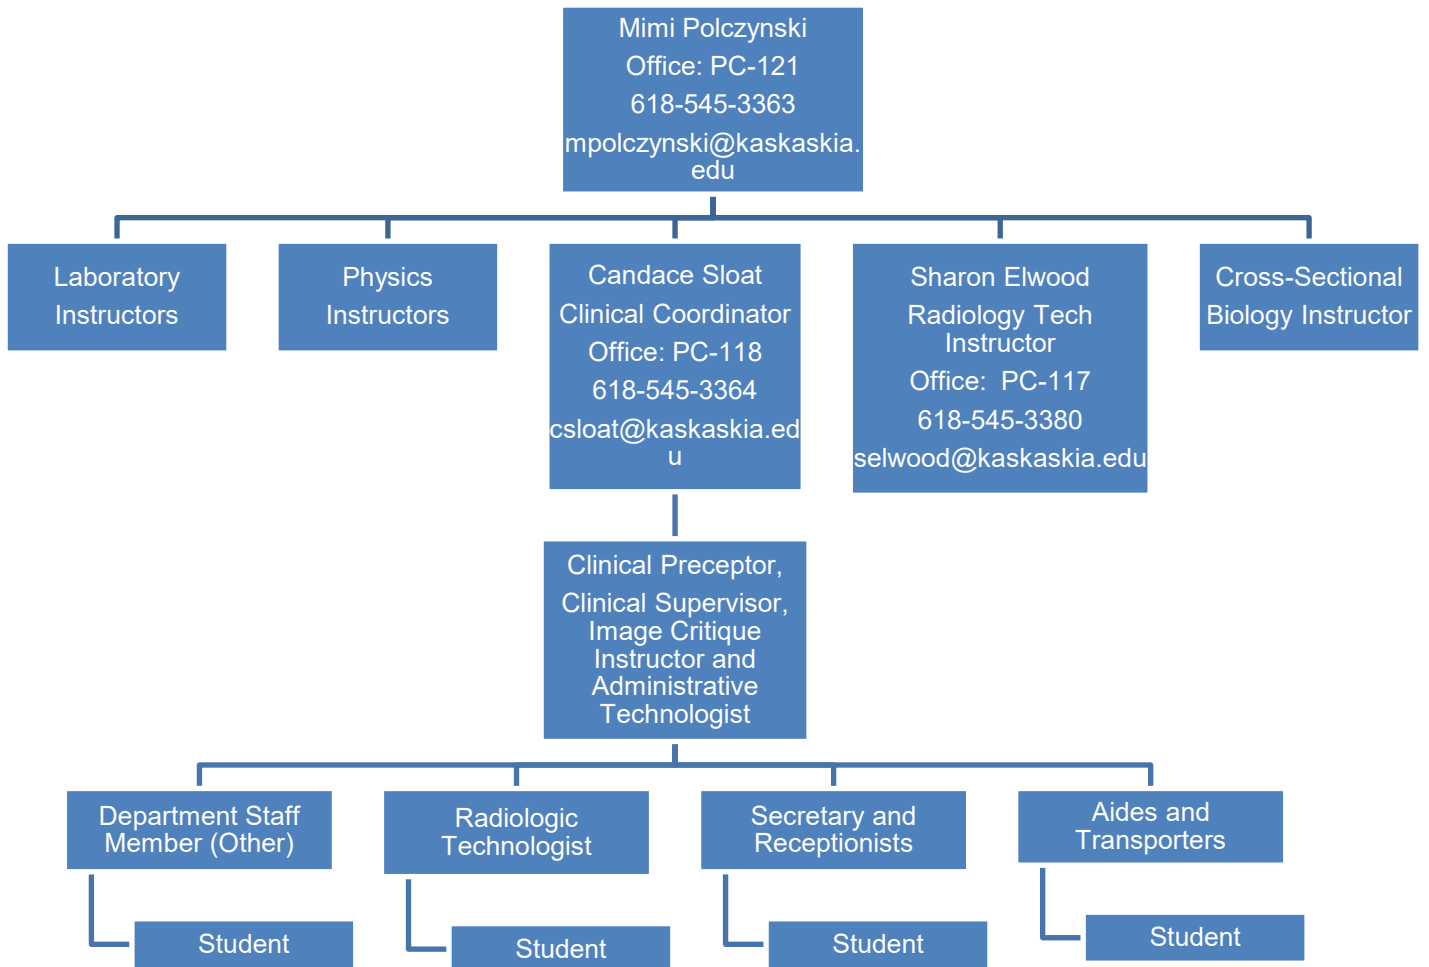 Mimi Polczynski
Office: PC-121
618-545-3363
mpolczynski@kaskaskia.
edu
Laboratory
Instructors
Physics
Instructors
Candace Sloat
Clinical Coordinator
Office: PC-118
618-545-3364
csloat@kaskaskia.ed
u
Sharon Elwood
Radiology Tech
Instructor
Office: PC-117
618-545-3380
selwood@kaskaskia.edu
Cross-Sectional
Biology Instructor
Clinical Preceptor,
Clinical Supervisor,
Image Critique
Instructor and
Administrative
Technologist
Department Staff
Member (Other)
Student
Radiologic
Technologist
Student
Secretary and
Receptionists
Student
Aides and
Transporters
Student